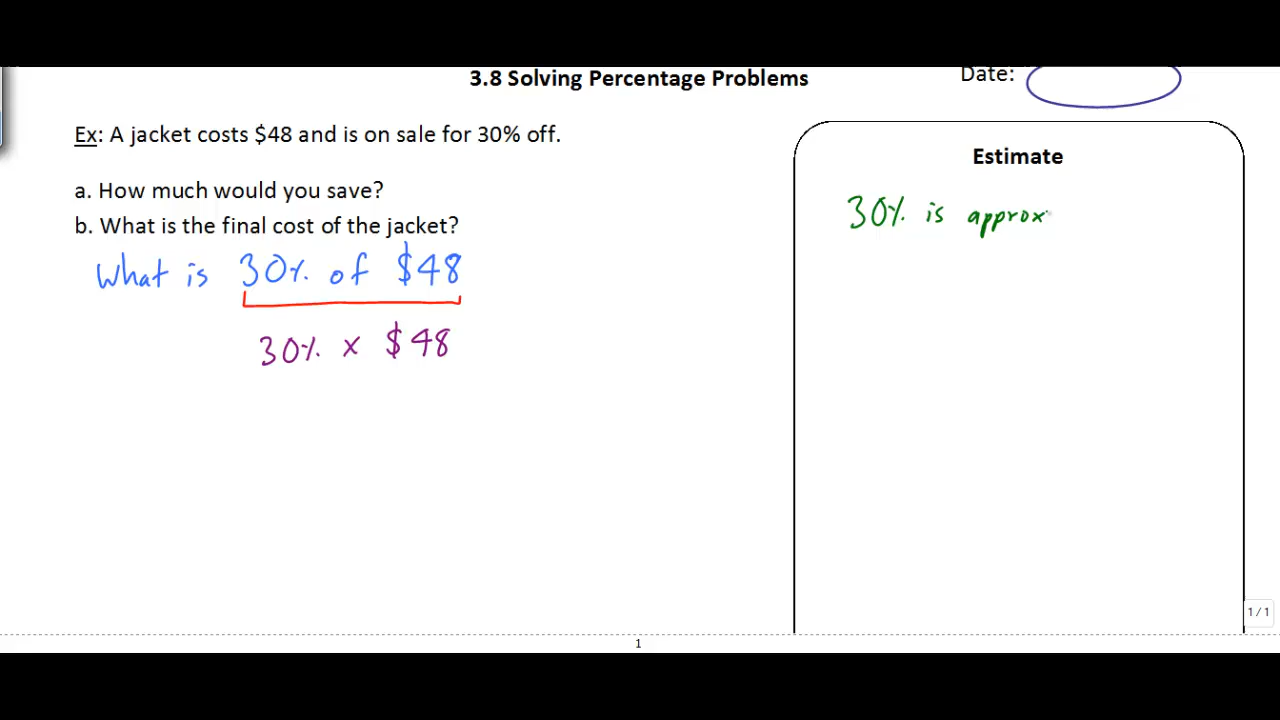 3.8 Solving Percentage Problems
Date:
Ex: A jacket costs $48 and is on sale for 30% off.
a. How much would you save?
b. What is the final cost of the jacket?
What is 30% of $48
30% x $48
Estimate
30% is approx
1 / 1
1